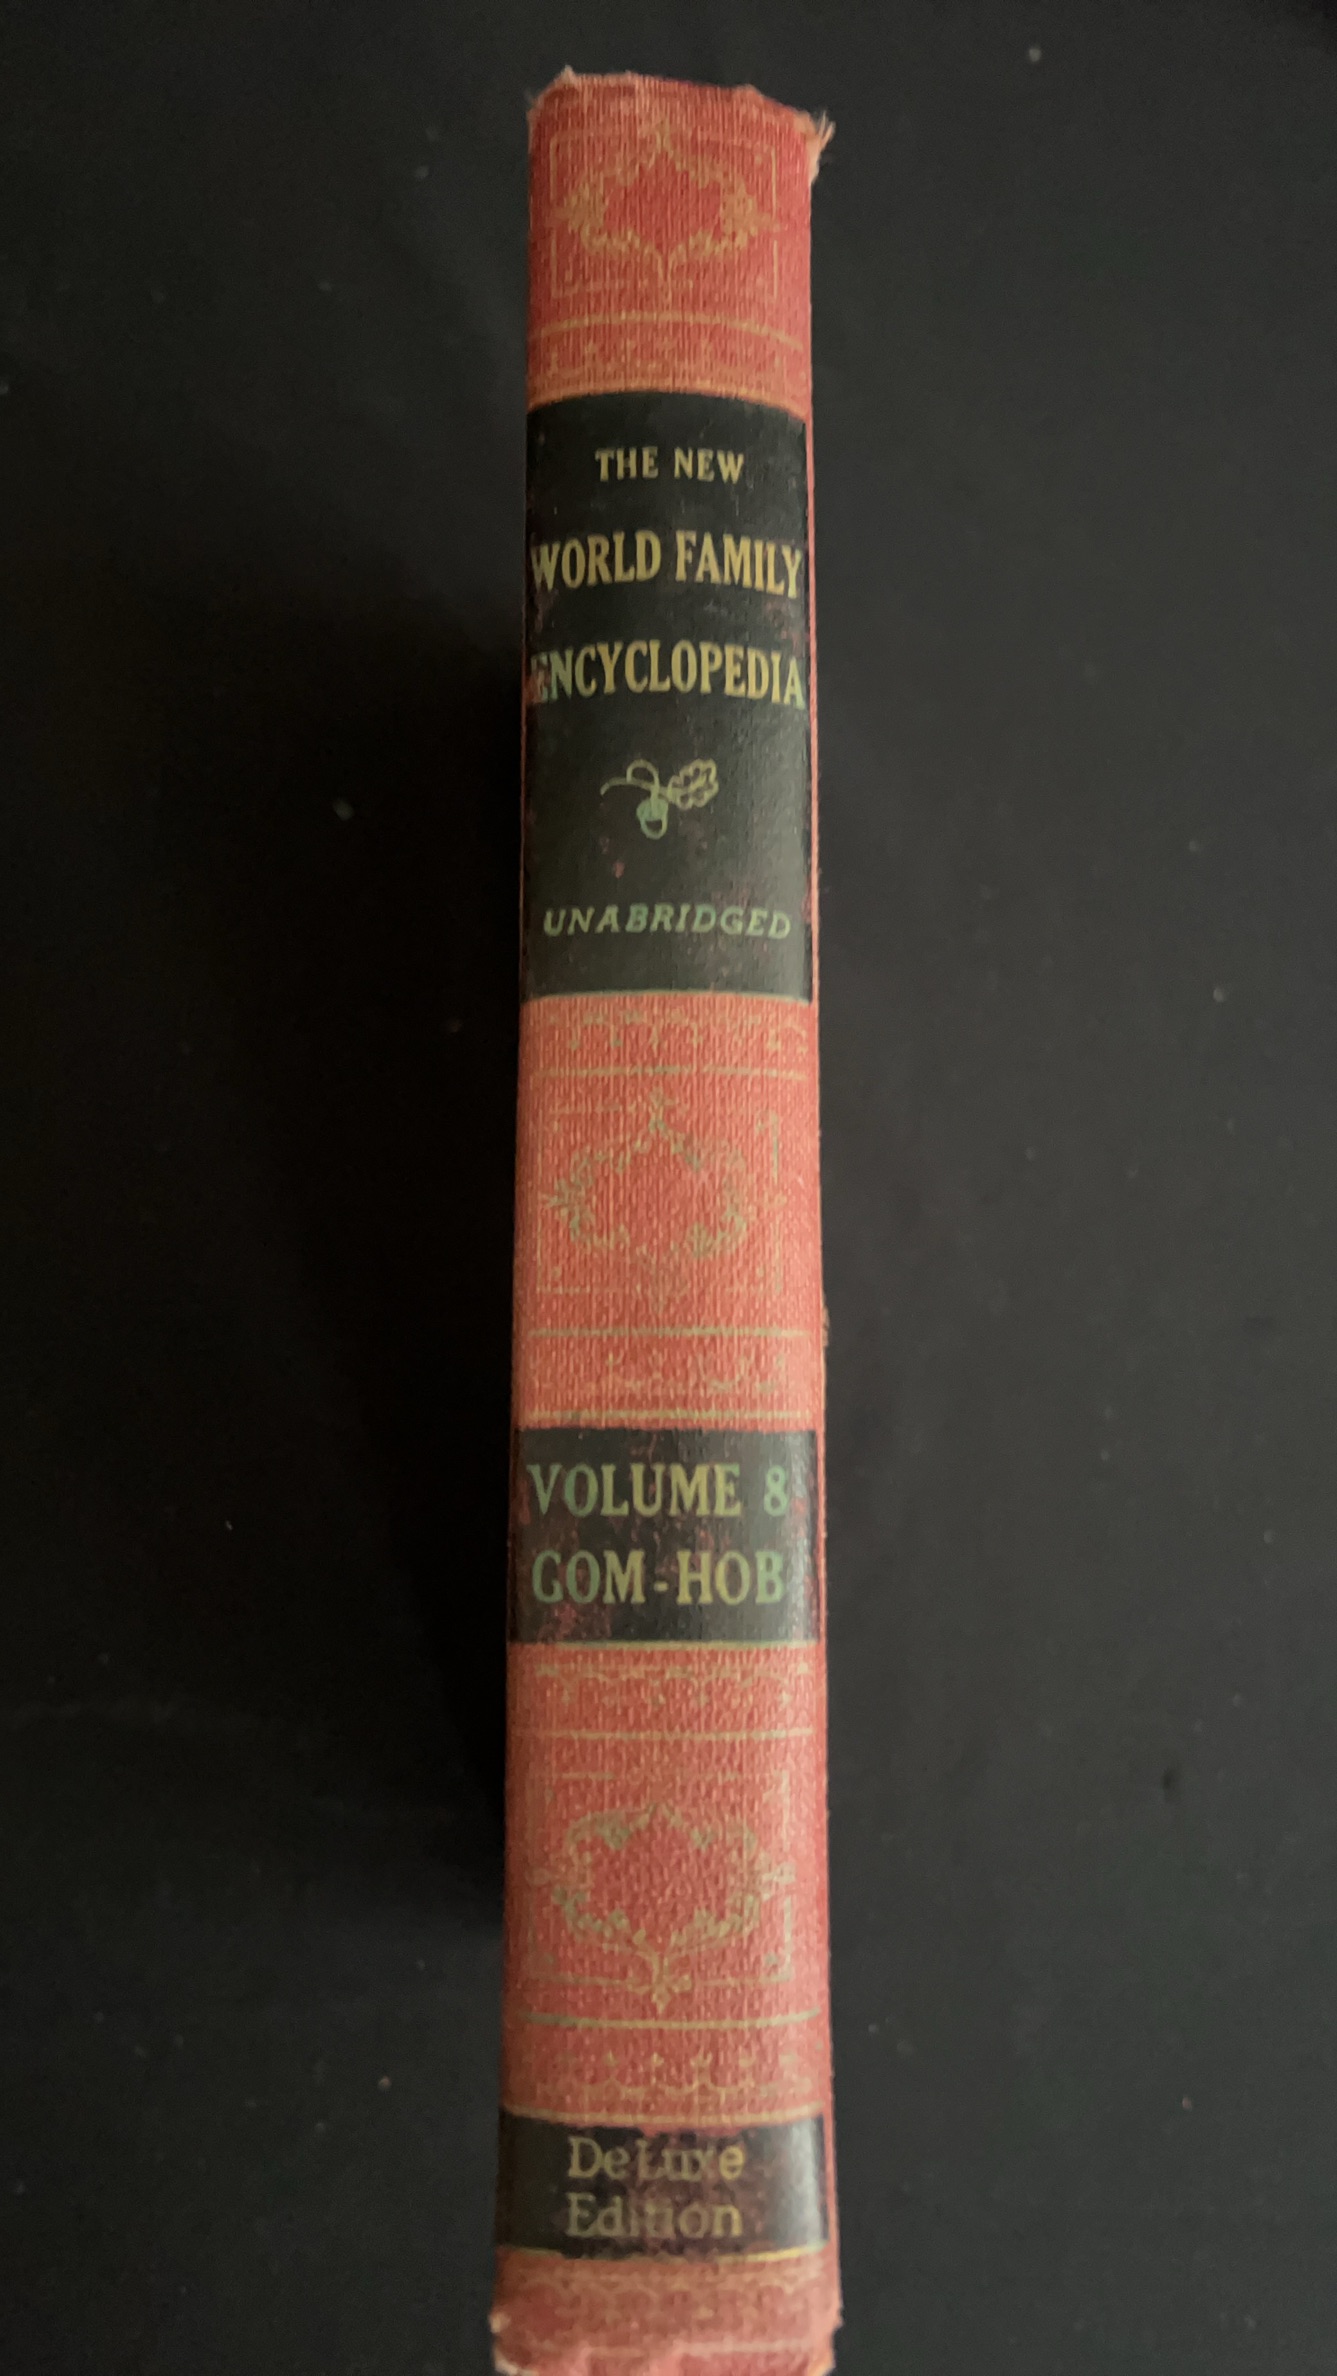 THE NEW
WORLD FAMILY
ENCYCLOPEDIA
UNABRIDGED
VOLUME 8
GOM-HOB
DeLuxe
Edition